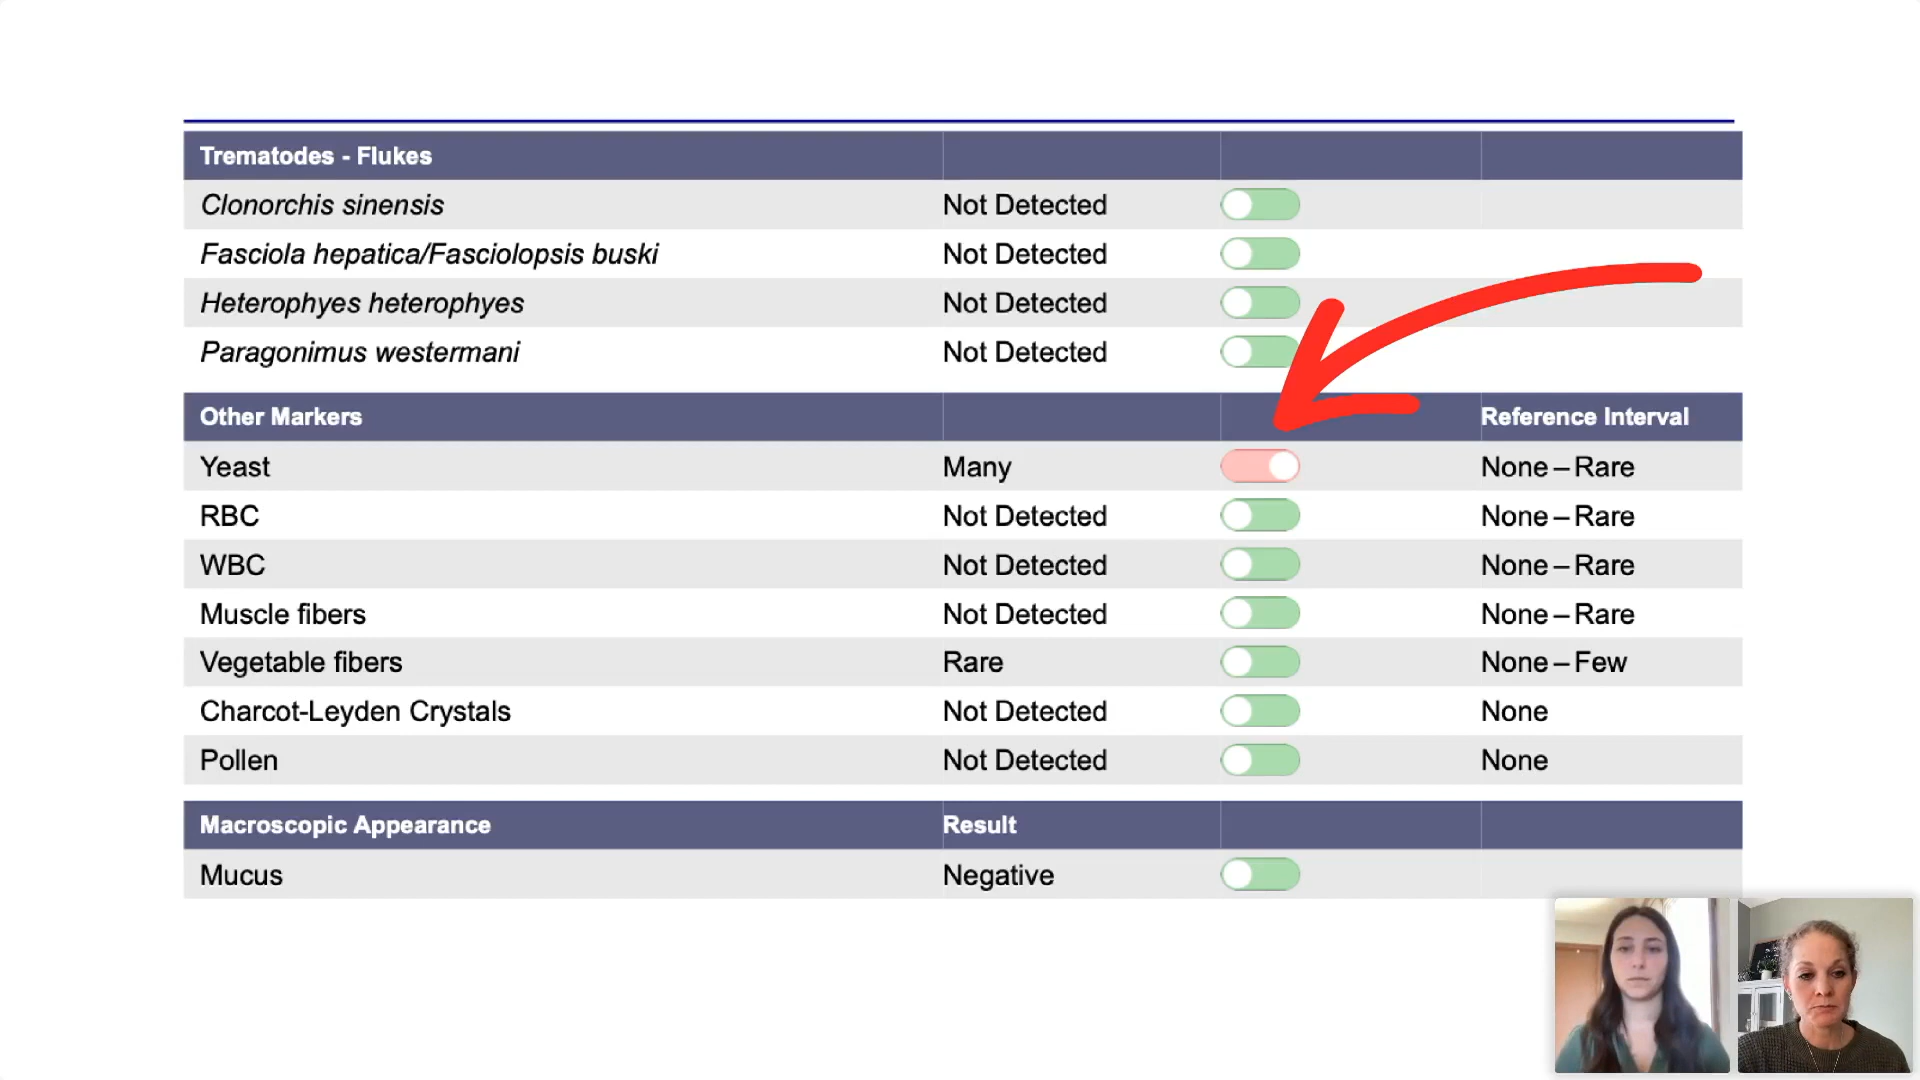 Trematodes - Flukes
Clonorchis sinensis Not Detected
Fasciola hepatica/Fasciolopsis buski Not Detected
Heterophyes heterophyes Not Detected
Paragonimus westermani Not Detected
Other Markers Reference Interval
Yeast Many None – Rare
RBC Not Detected None – Rare
WBC Not Detected None – Rare
Muscle fibers Not Detected None – Rare
Vegetable fibers Rare None – Few
Charcot-Leyden Crystals Not Detected None
Pollen Not Detected None
Macroscopic Appearance Result
Mucus Negative